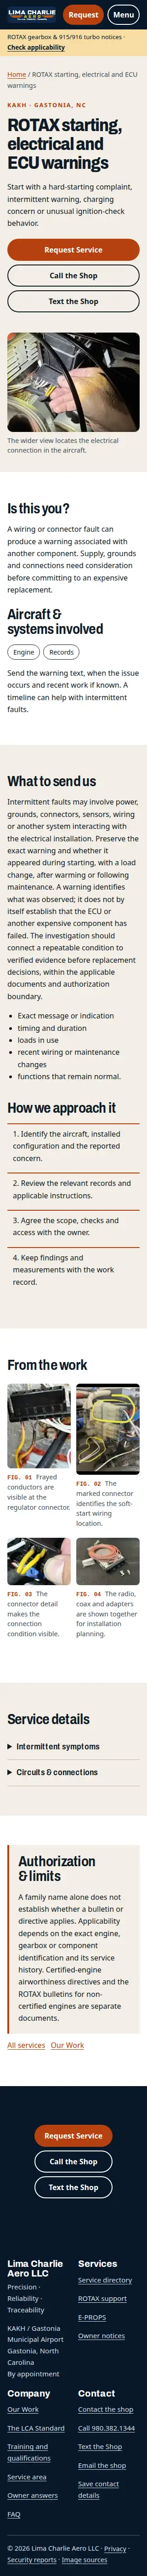 LIMA CHARLIE
Request
Menu
ROTAX gearbox & 915/916 turbo notices ·
Check applicability
Home / ROTAX starting, electrical and ECU
warnings
KAKH · GASTONIA, NC
ROTAX starting,
electrical and
ECU warnings
Start with a hard-starting complaint,
intermittent warning, charging
concern or unusual ignition-check
behavior.
Request Service
Call the Shop
Text the Shop
The wider view locates the electrical
connection in the aircraft.
Is this you?
A wiring or connector fault can
produce a warning associated with
another component. Supply, grounds
and connections need consideration
before committing to an expensive
replacement.
Aircraft &
systems involved
Engine
Records
Send the warning text, when the issue
occurs and recent work if known. A
timeline can help with intermittent
faults.
What to send us
Intermittent faults may involve power,
grounds, connectors, sensors, wiring
or another system interacting with
the electrical installation. Preserve the
exact warning and whether it
appeared during starting, with a load
change, after warming or following
maintenance. A warning identifies
what was observed; it does not by
itself establish that the ECU or
another expensive component has
failed. The investigation should
connect a repeatable condition to
verified evidence before replacement
decisions, within the applicable
documents and authorization
boundary.
• Exact message or indication
• timing and duration
• loads in use
• recent wiring or maintenance
changes
• functions that remain normal.
How we approach it
1. Identify the aircraft, installed
configuration and the reported
concern.
2. Review the relevant records and
applicable instructions.
3. Agree the scope, checks and
access with the owner.
4. Keep findings and
measurements with the work
record.
From the work
FIG. 01 Frayed
conductors are
visible at the
regulator connector.
FIG. 02 The
marked connector
identifies the soft-
start wiring
location.
FIG. 03 The
connector detail
makes the
connection
condition visible.
FIG. 04 The radio,
coax and adapters
are shown together
for installation
planning.
Service details
Intermittent symptoms
Circuits & connections
Authorization
& limits
A family name alone does not
establish whether a bulletin or
directive applies. Applicability
depends on the exact engine,
gearbox or component
identification and its service
history. Certified-engine
airworthiness directives and the
ROTAX bulletins for non-
certified engines are separate
documents.
All services Our Work
Request Service
Call the Shop
Text the Shop
Lima Charlie
Aero LLC
Precision ·
Reliability ·
Traceability
KAKH / Gastonia
Municipal Airport
Gastonia, North
Carolina
By appointment
Services
Service directory
ROTAX support
E-PROPS
Owner notices
Company
Our Work
The LCA Standard
Training and
qualifications
Service area
Owner answers
FAQ
Contact
Contact the shop
Call 980.382.1344
Text the Shop
Email the shop
Save contact
details
© 2026 Lima Charlie Aero LLC · Privacy ·
Security reports · Image sources